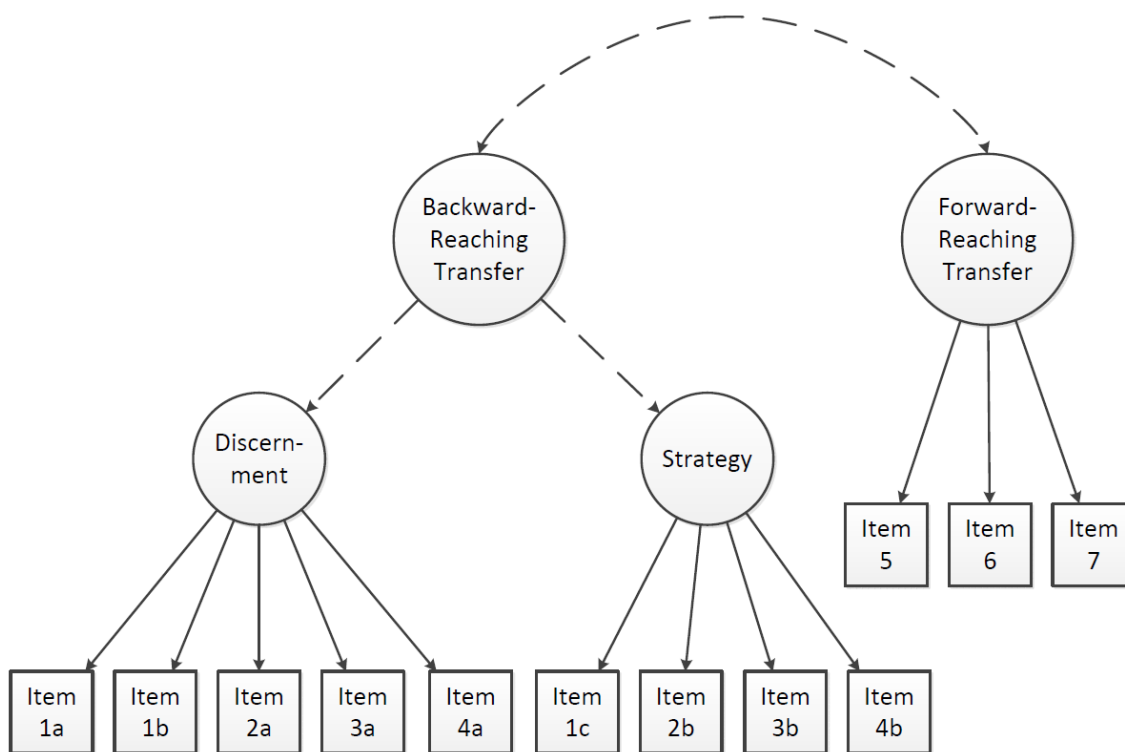 Backward-
Reaching
Transfer
Forward-
Reaching
Transfer
Discern-
ment
Strategy
Item
5
Item
6
Item
7
Item
1a
Item
1b
Item
2a
Item
3a
Item
4a
Item
1c
Item
2b
Item
3b
Item
4b